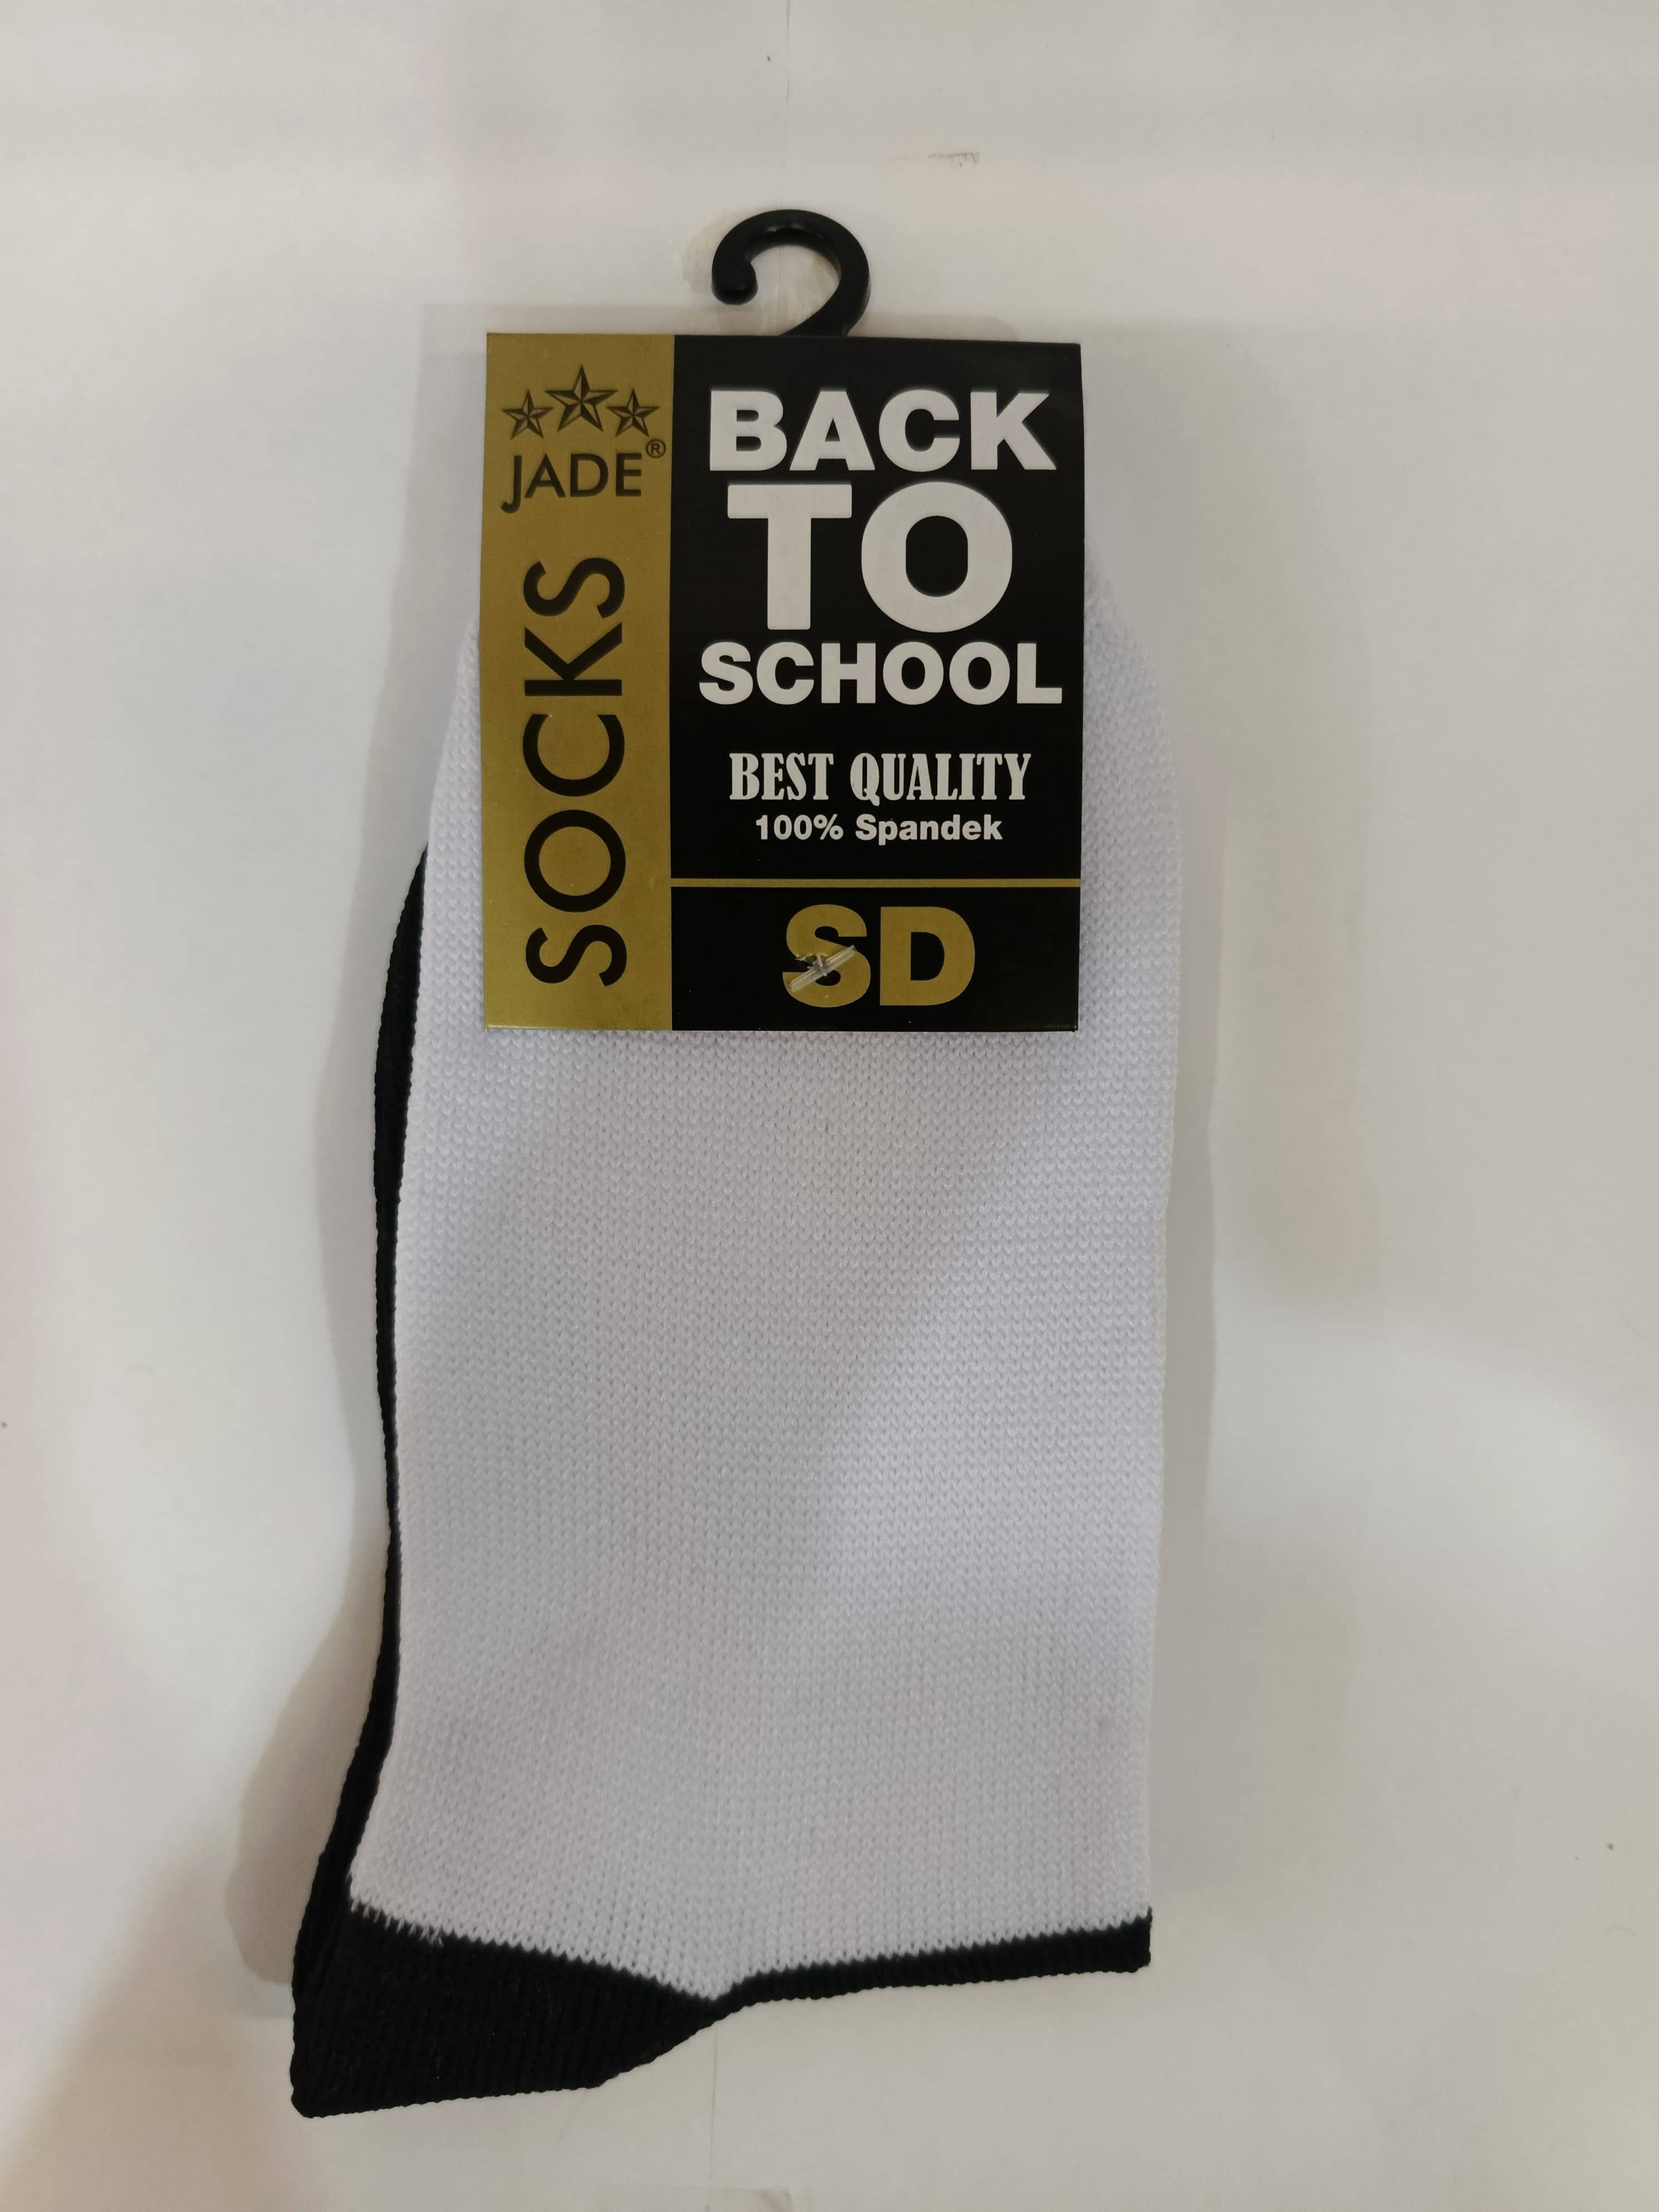 JADE®
SOCKS
BACK
TO
SCHOOL
BEST QUALITY
100% Spandek
SD